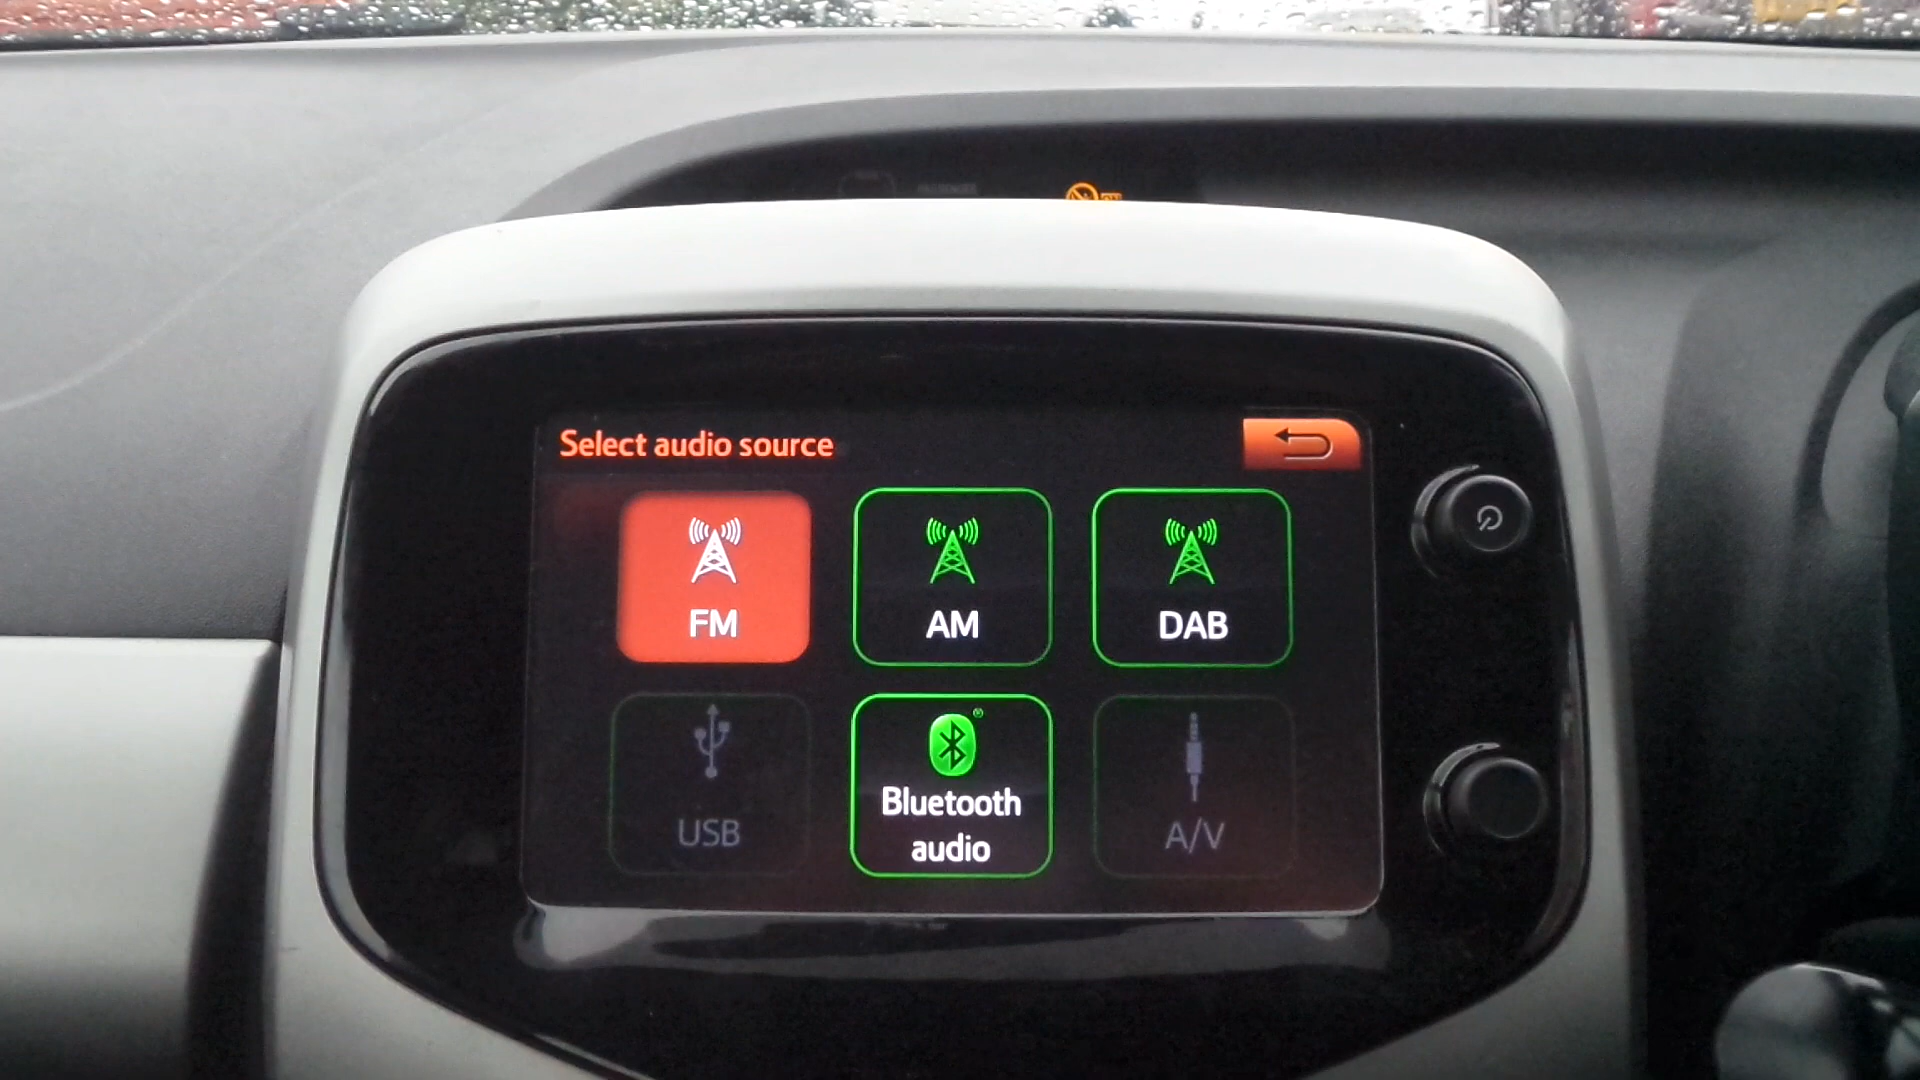 Select audio source
FM
AM
DAB
USB
Bluetooth
audio
A/V